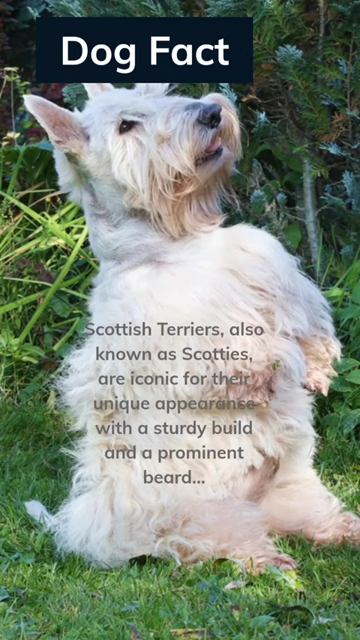 Dog Fact
Scottish Terriers, also
known as Scotties,
are iconic for their
unique appearance
with a sturdy build
and a prominent
beard...